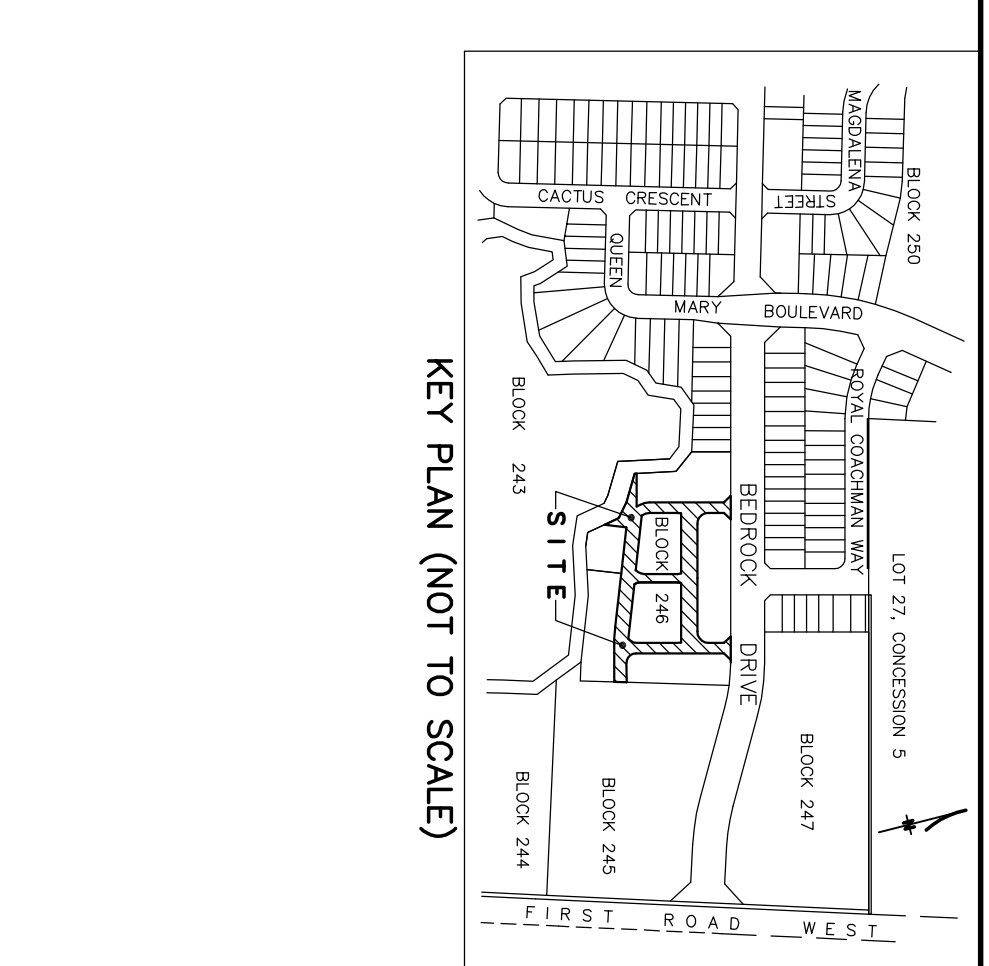 BLOCK 250
MAGDALENA
STREET
CACTUS CRESCENT
QUEEN
MARY BOULEVARD
ROYAL COACHMAN WAY
LOT 27, CONCESSION 5
BEDROCK DRIVE
BLOCK 243
BLOCK 246
SITE
BLOCK 247
BLOCK 245
BLOCK 244
FIRST ROAD WEST
KEY PLAN (NOT TO SCALE)